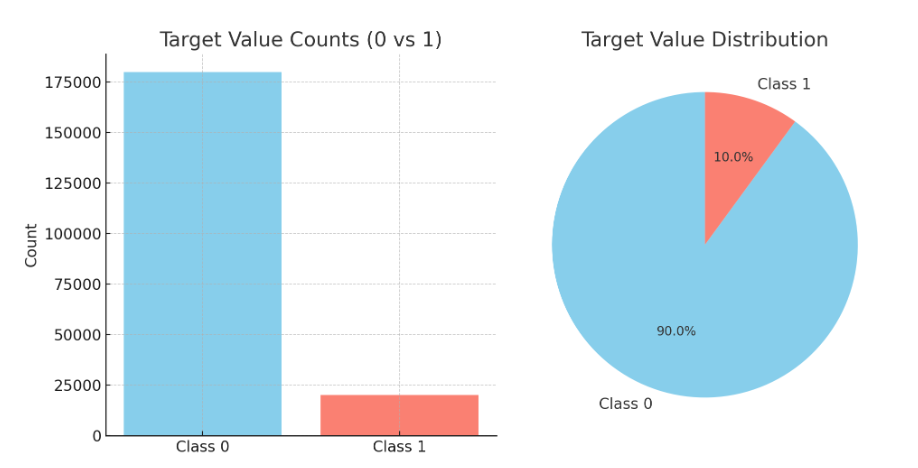 Target Value Counts (0 vs 1)
175000
150000
125000
100000
75000
50000
25000
0
Count
Class 0
Class 1
Target Value Distribution
Class 1
10.0%
90.0%
Class 0